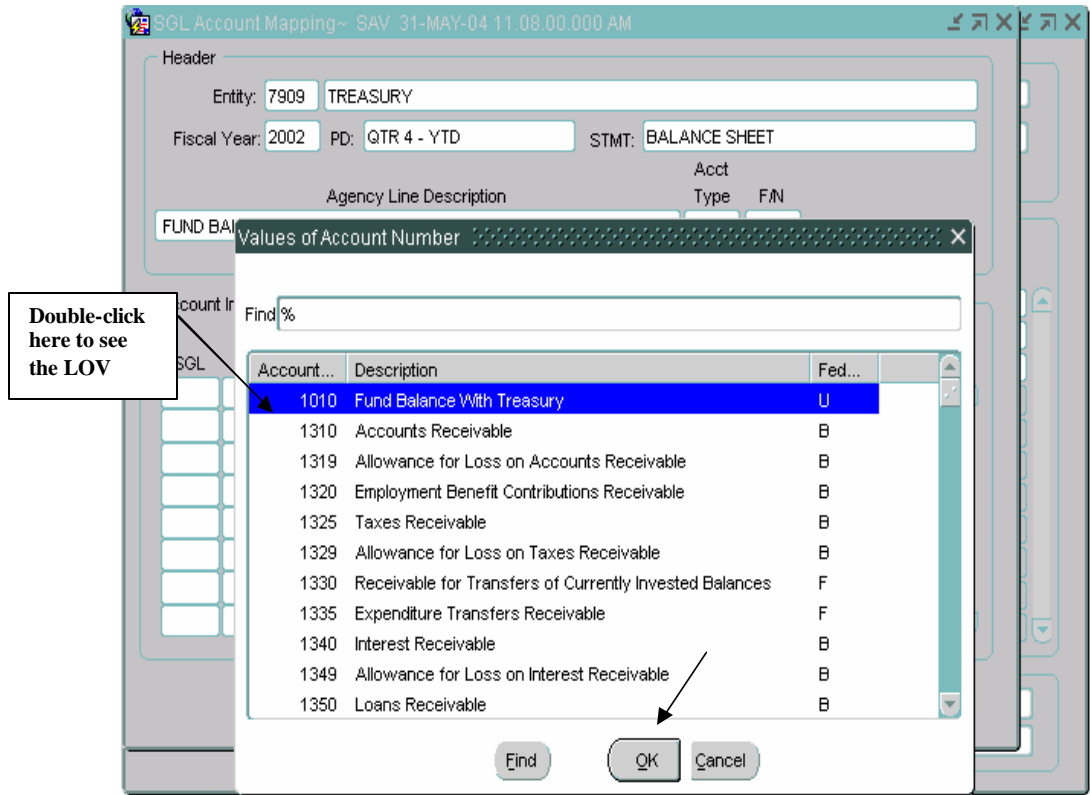 SGL Account Mapping~ SAV 31-MAY-04 11.08.00.000 AM
Header
Entity: 7909 TREASURY
Fiscal Year: 2002 PD: QTR 4 - YTD STMT: BALANCE SHEET
Acct
Agency Line Description Type F/N
FUND BAL
Values of Account Number
Double-click
here to see
the LOV
count In
SGL
Find %
Account... Description Fed...
1010 Fund Balance With Treasury U
1310 Accounts Receivable B
1319 Allowance for Loss on Accounts Receivable B
1320 Employment Benefit Contributions Receivable B
1325 Taxes Receivable B
1329 Allowance for Loss on Taxes Receivable B
1330 Receivable for Transfers of Currently Invested Balances F
1335 Expenditure Transfers Receivable F
1340 Interest Receivable B
1349 Allowance for Loss on Interest Receivable B
1350 Loans Receivable B
Find OK Cancel